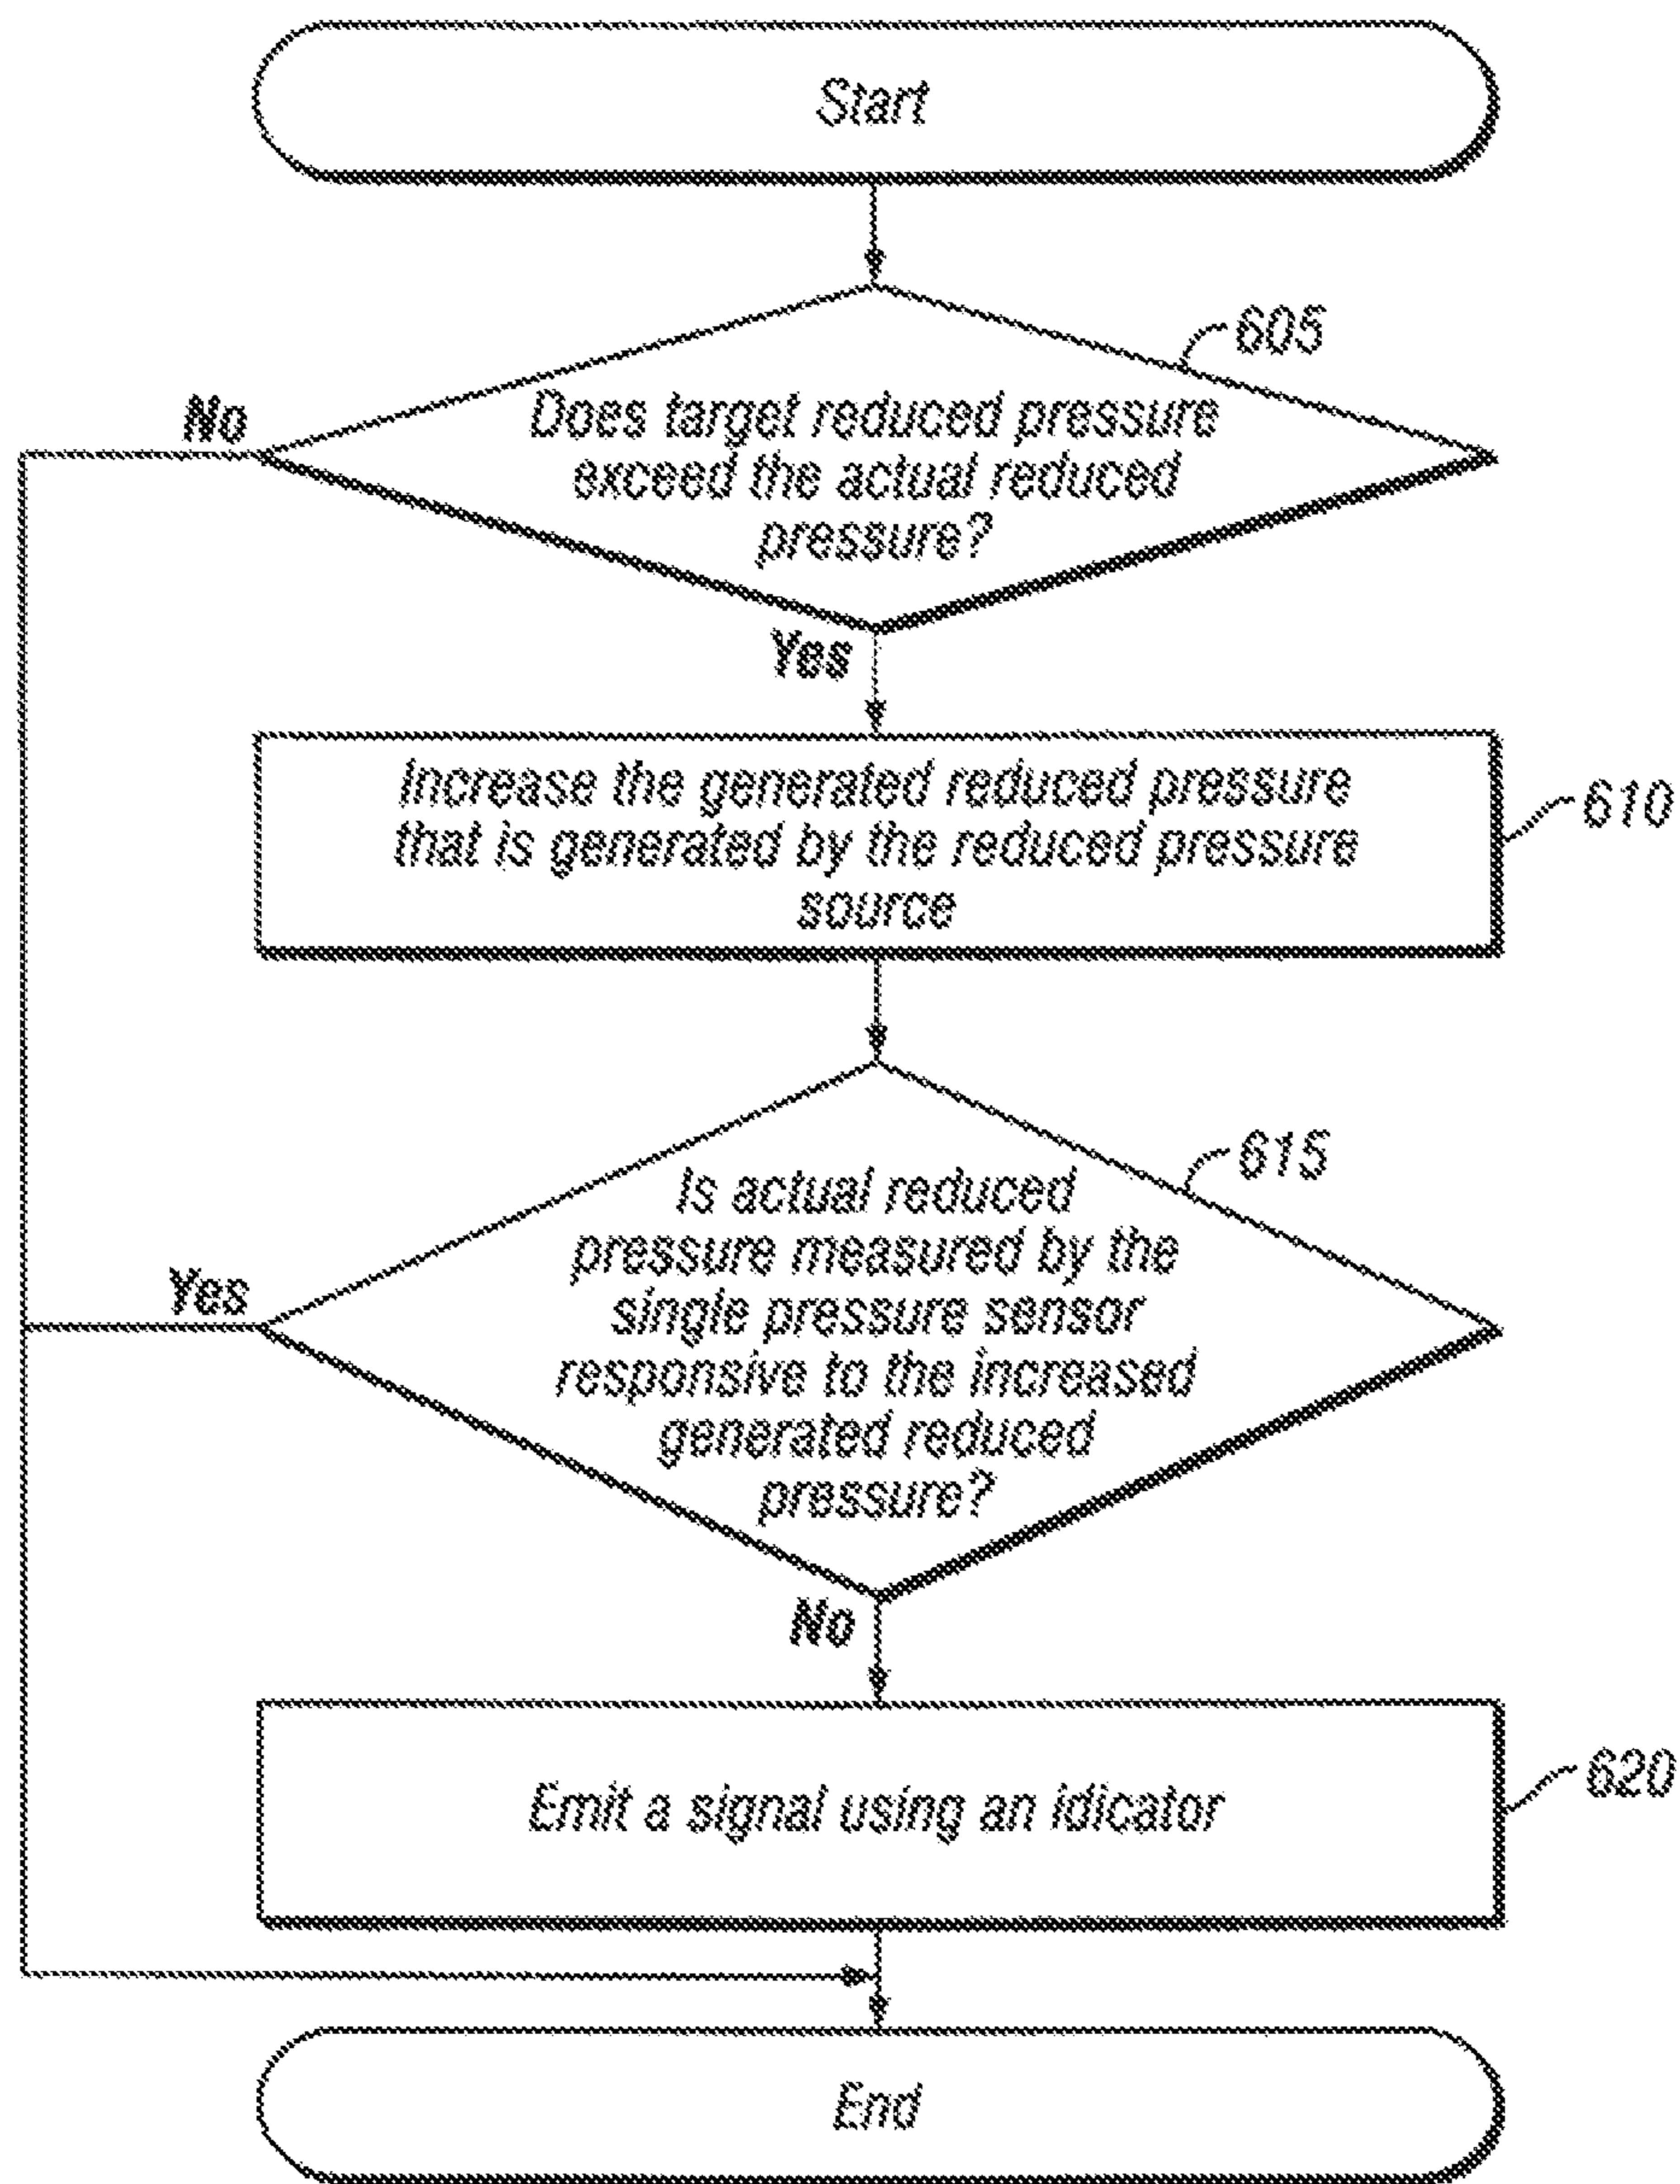 Start
605
No
Does target reduced pressure
exceed the actual reduced
pressure?
Yes
Increase the generated reduced pressure
that is generated by the reduced pressure
source
610
615
Is actual reduced
pressure measured by the
single pressure sensor
responsive to the increased
generated reduced
pressure?
Yes
No
Emit a signal using an idicator
620
End